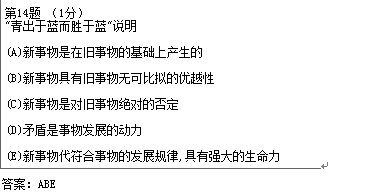 第14题 （1分）
“青出于蓝而胜于蓝”说明
(A)新事物是在旧事物的基础上产生的
(B)新事物具有旧事物无可比拟的优越性
(C)新事物是对旧事物绝对的否定
(D)矛盾是事物发展的动力
(E)新事物代符合事物的发展规律,具有强大的生命力
答案：ABE